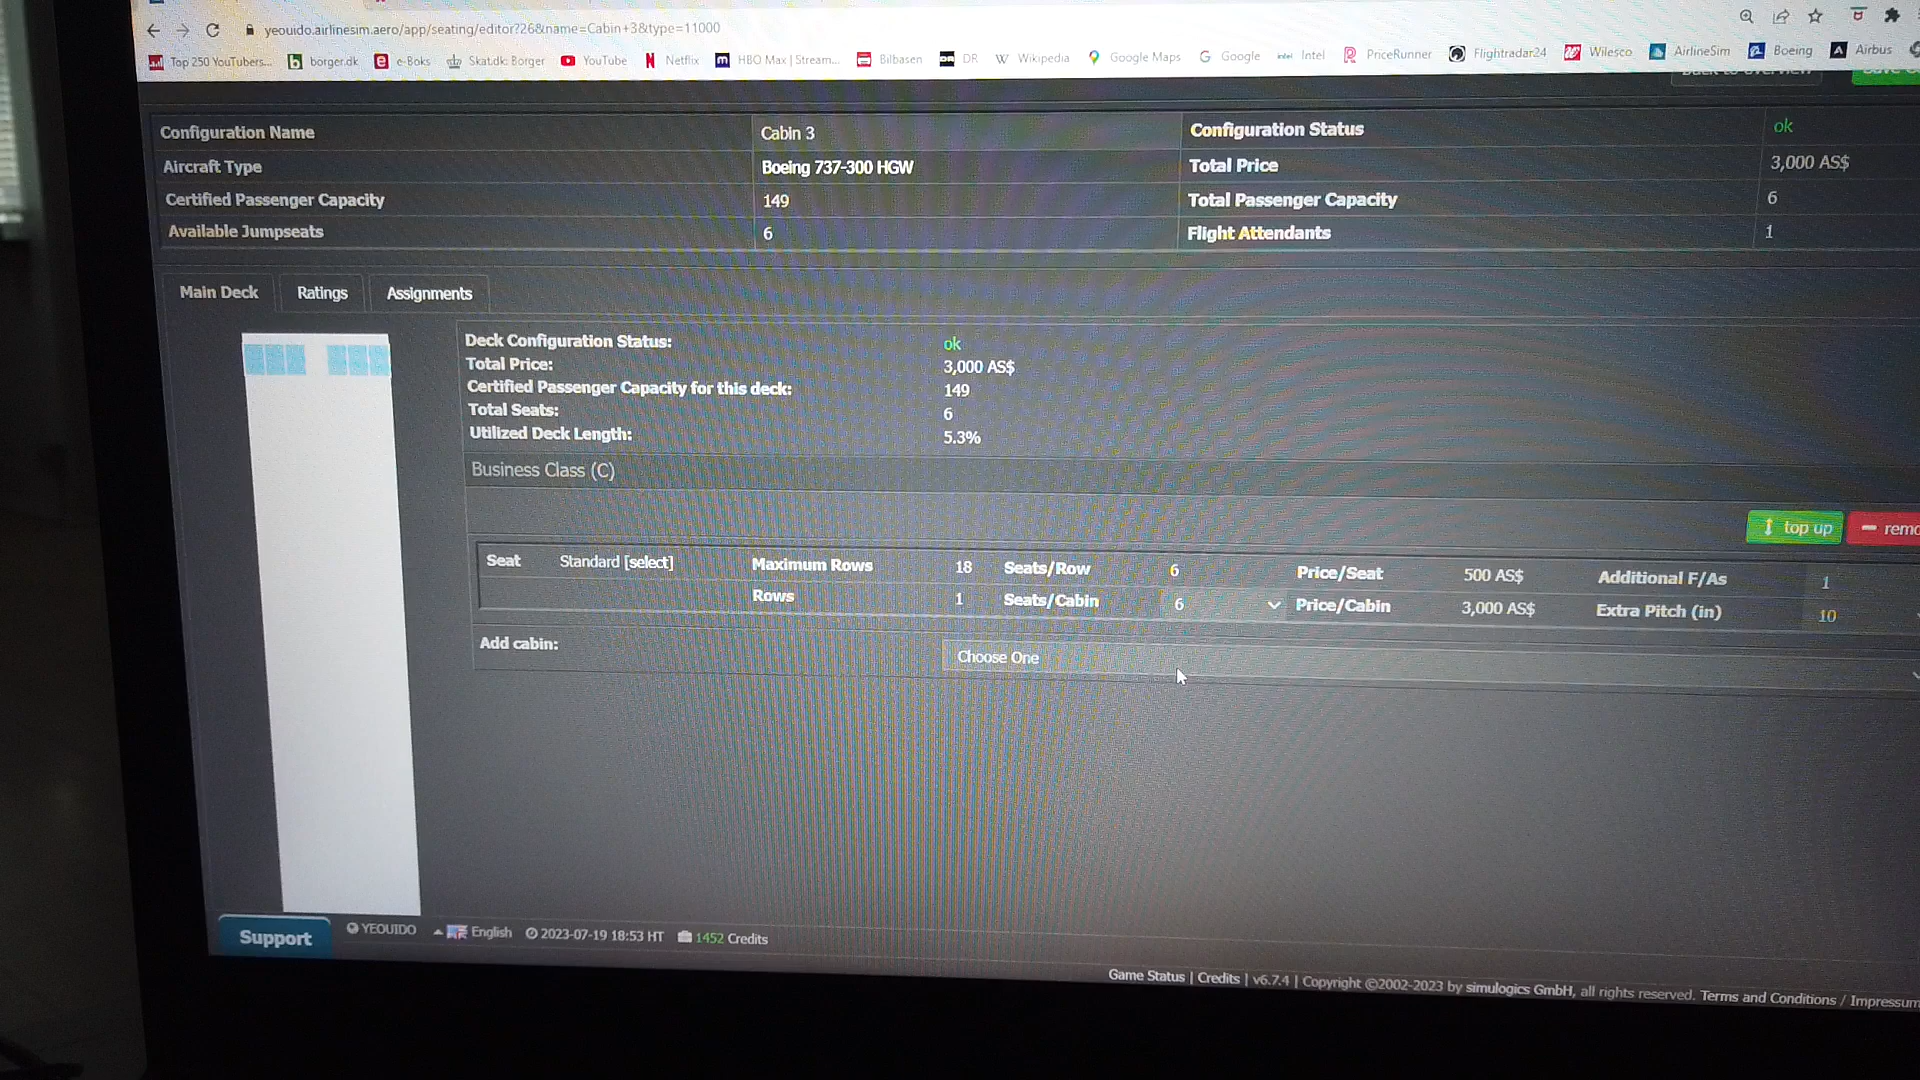 yeouido.airlinesim.aero/app/seating/editor?26&name=Cabin+3&type=11000
Top 250 YouTubers... borger.dk e-Boks Skat.dk: Borger YouTube Netflix HBO Max | Stream... Bilbasen DR Wikipedia Google Maps Google Intel PriceRunner Flightradar24 Wilesco AirlineSim Boeing Airbus
Back to overview
Configuration Name Cabin 3 Configuration Status ok
Aircraft Type Boeing 737-300 HGW Total Price 3,000 AS$
Certified Passenger Capacity 149 Total Passenger Capacity 6
Available Jumpseats 6 Flight Attendants 1
Main Deck Ratings Assignments
Deck Configuration Status: ok
Total Price: 3,000 AS$
Certified Passenger Capacity for this deck: 149
Total Seats: 6
Utilized Deck Length: 5.3%
Business Class (C)
top up remo
Seat Standard [select] Maximum Rows 18 Seats/Row 6 Price/Seat 500 AS$ Additional F/As 1
Rows 1 Seats/Cabin 6 Price/Cabin 3,000 AS$ Extra Pitch (in) 10
Add cabin: Choose One
Support YEOUIDO English 2023-07-19 18:53 HT 1452 Credits
Game Status | Credits | v6.7.4 | Copyright ©2002-2023 by simulogics GmbH, all rights reserved. Terms and Conditions / Impressum